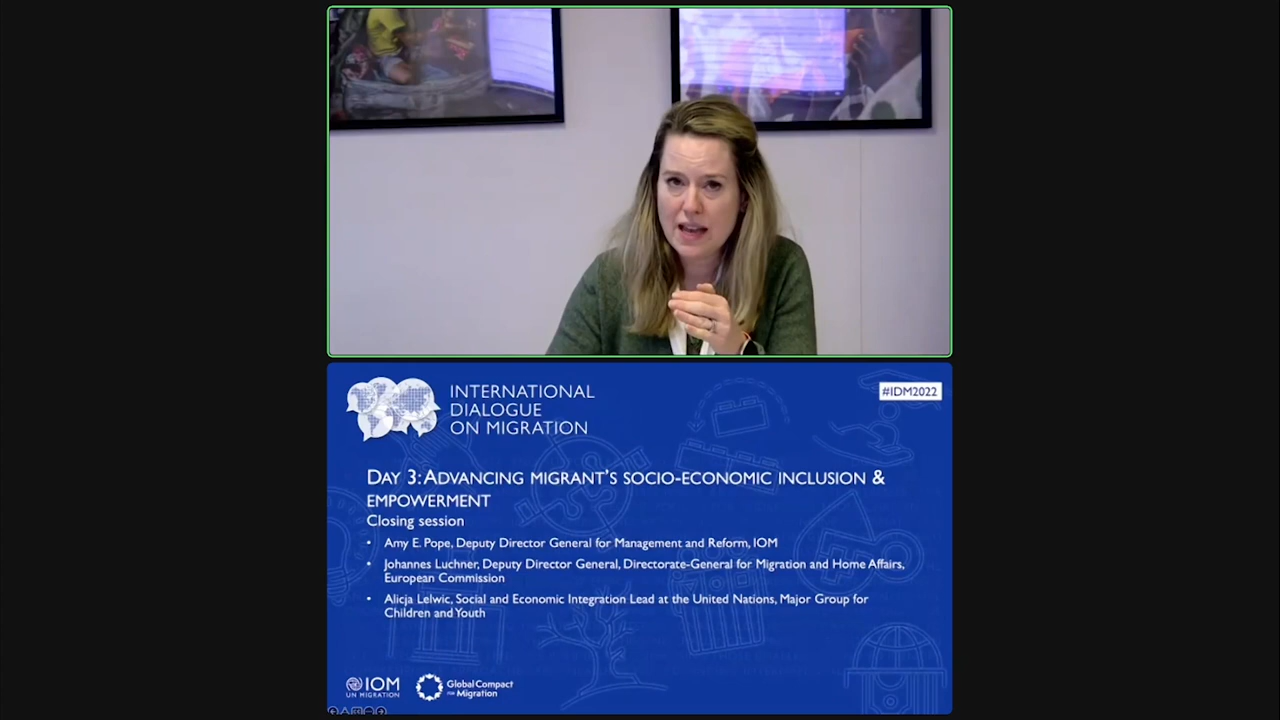 INTERNATIONAL
DIALOGUE
ON MIGRATION
#IDM2022
DAY 3: ADVANCING MIGRANT'S SOCIO-ECONOMIC INCLUSION &
EMPOWERMENT
Closing session
• Amy E. Pope, Deputy Director General for Management and Reform, IOM
• Johannes Luchner, Deputy Director General, Directorate-General for Migration and Home Affairs,
European Commission
• Alicja Lelwic, Social and Economic Integration Lead at the United Nations, Major Group for
Children and Youth
IOM
UN MIGRATION
Global Compact
FOR Migration